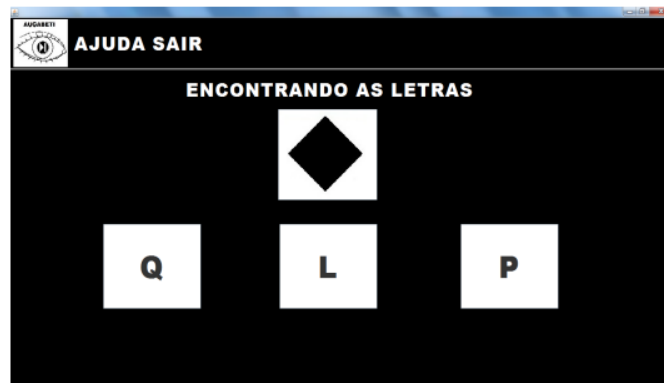 AUGABETI
AJUDA SAIR
ENCONTRANDO AS LETRAS
Q L P